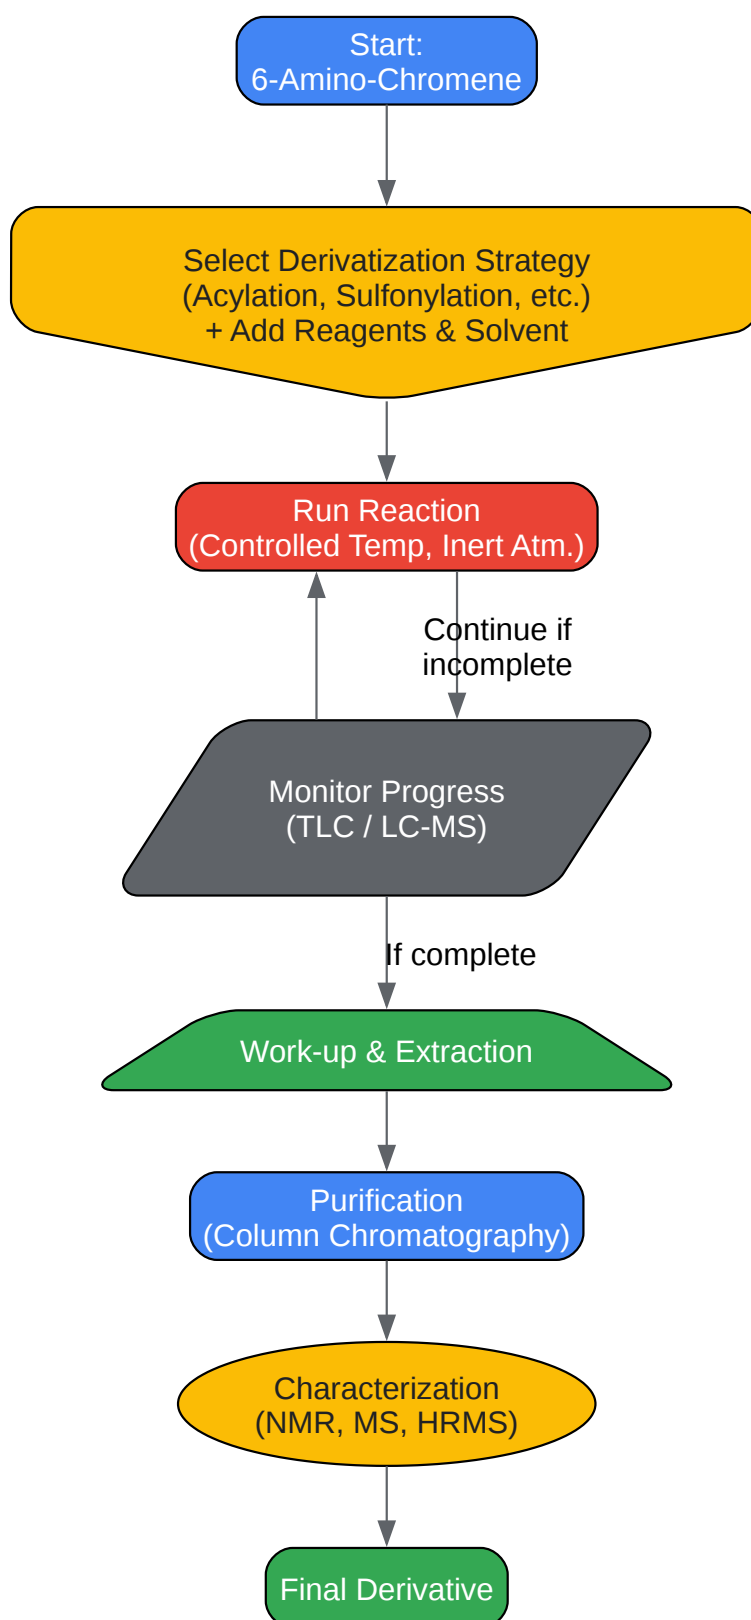 Start:
6-Amino-Chromene
Select Derivatization Strategy
(Acylation, Sulfonylation, etc.)
+ Add Reagents & Solvent
Run Reaction
(Controlled Temp, Inert Atm.)
Continue if
incomplete
Monitor Progress
(TLC / LC-MS)
If complete
Work-up & Extraction
Purification
(Column Chromatography)
Characterization
(NMR, MS, HRMS)
Final Derivative